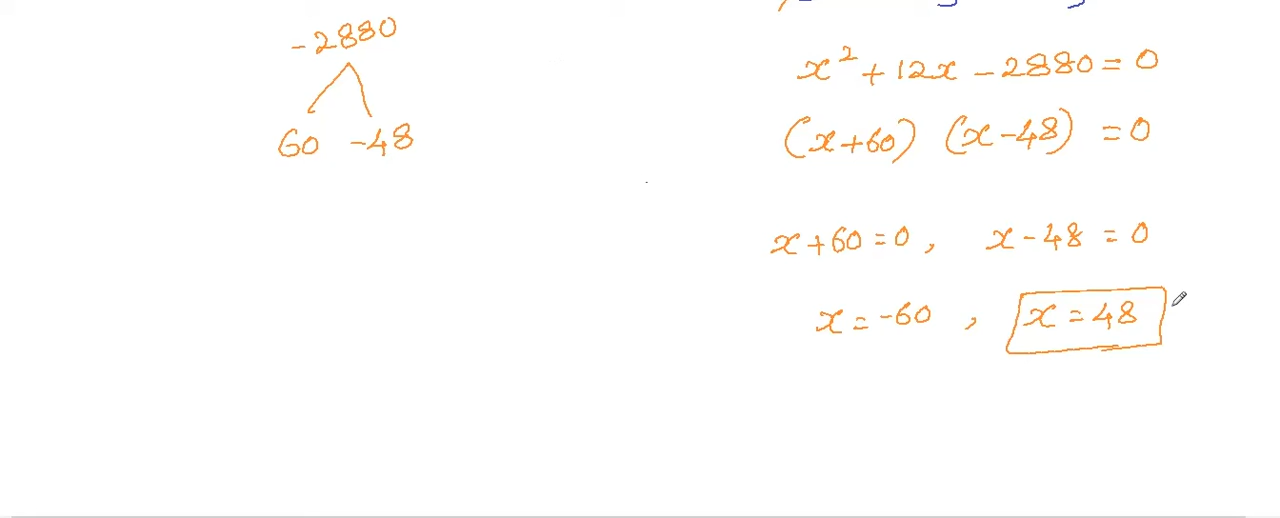 -2880
60 -48
x² + 12x - 2880 = 0
(x+60) (x-48) = 0
x+60=0, x-48=0
x=-60, x=48